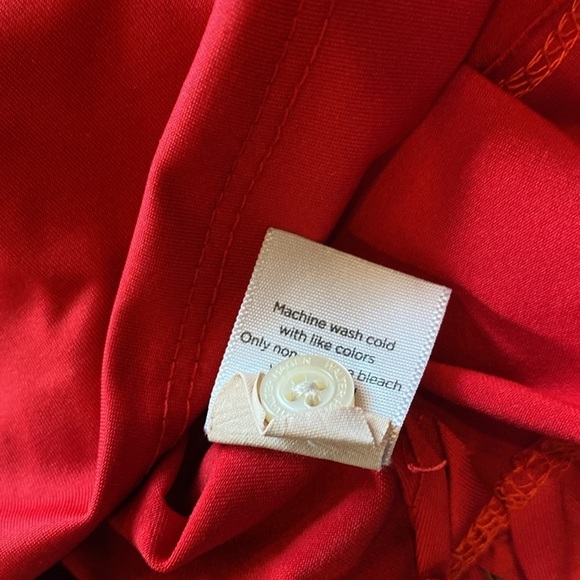 Machine wash cold
with like colors
Only non
bleach